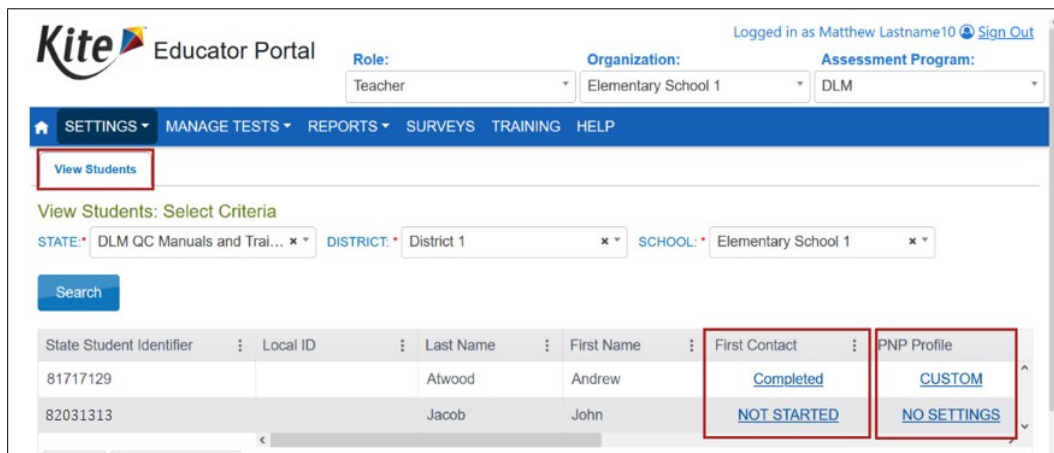 Logged in as Matthew Lastname10 Sign Out
Kite Educator Portal
Role: Organization: Assessment Program:
Teacher Elementary School 1 DLM
SETTINGS MANAGE TESTS REPORTS SURVEYS TRAINING HELP
View Students
View Students: Select Criteria
STATE:* DLM QC Manuals and Trai... × DISTRICT: * District 1 × SCHOOL: * Elementary School 1 ×
Search
State Student Identifier Local ID Last Name First Name First Contact PNP Profile
81717129 Atwood Andrew Completed CUSTOM
82031313 Jacob John NOT STARTED NO SETTINGS